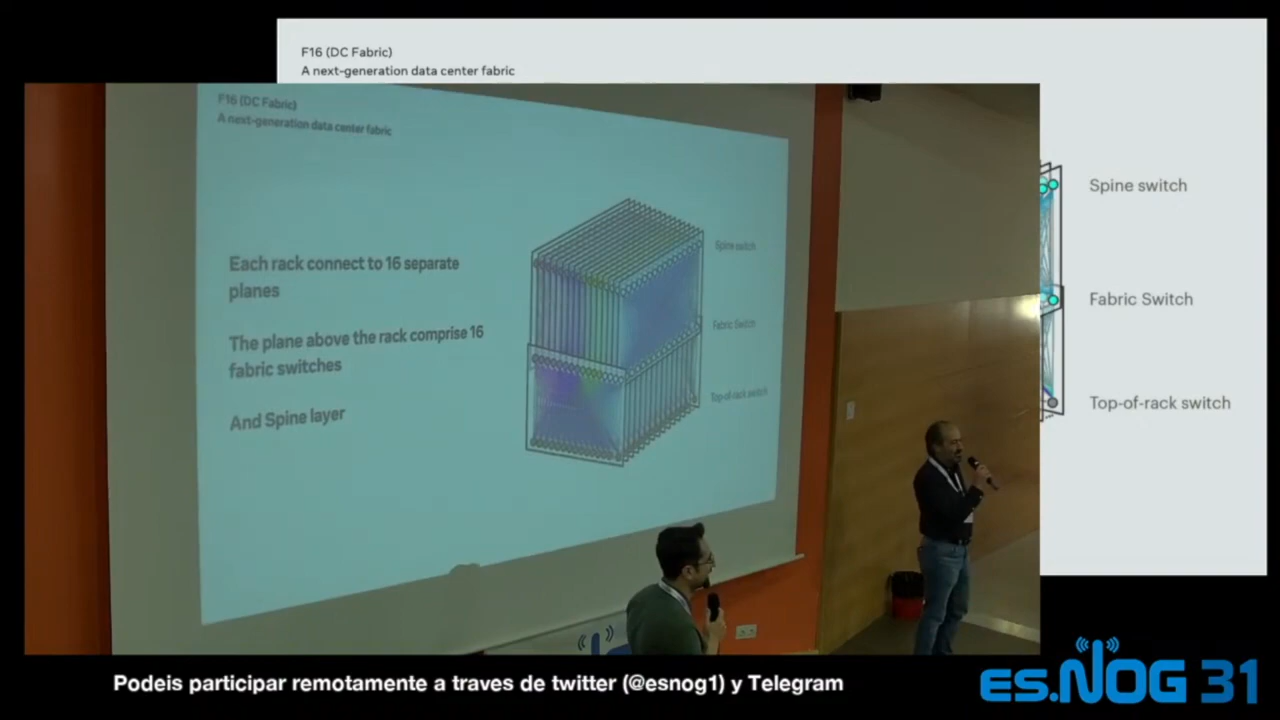 F16 (DC Fabric)
A next-generation data center fabric
F16 (DC Fabric)
A next-generation data center fabric
Each rack connect to 16 separate
planes
The plane above the rack comprise 16
fabric switches
And Spine layer
Spine switch
Fabric Switch
Top-of-rack switch
Spine switch
Fabric Switch
Top-of-rack switch
Podeis participar remotamente a traves de twitter (@esnog1) y Telegram
es.NOG 31